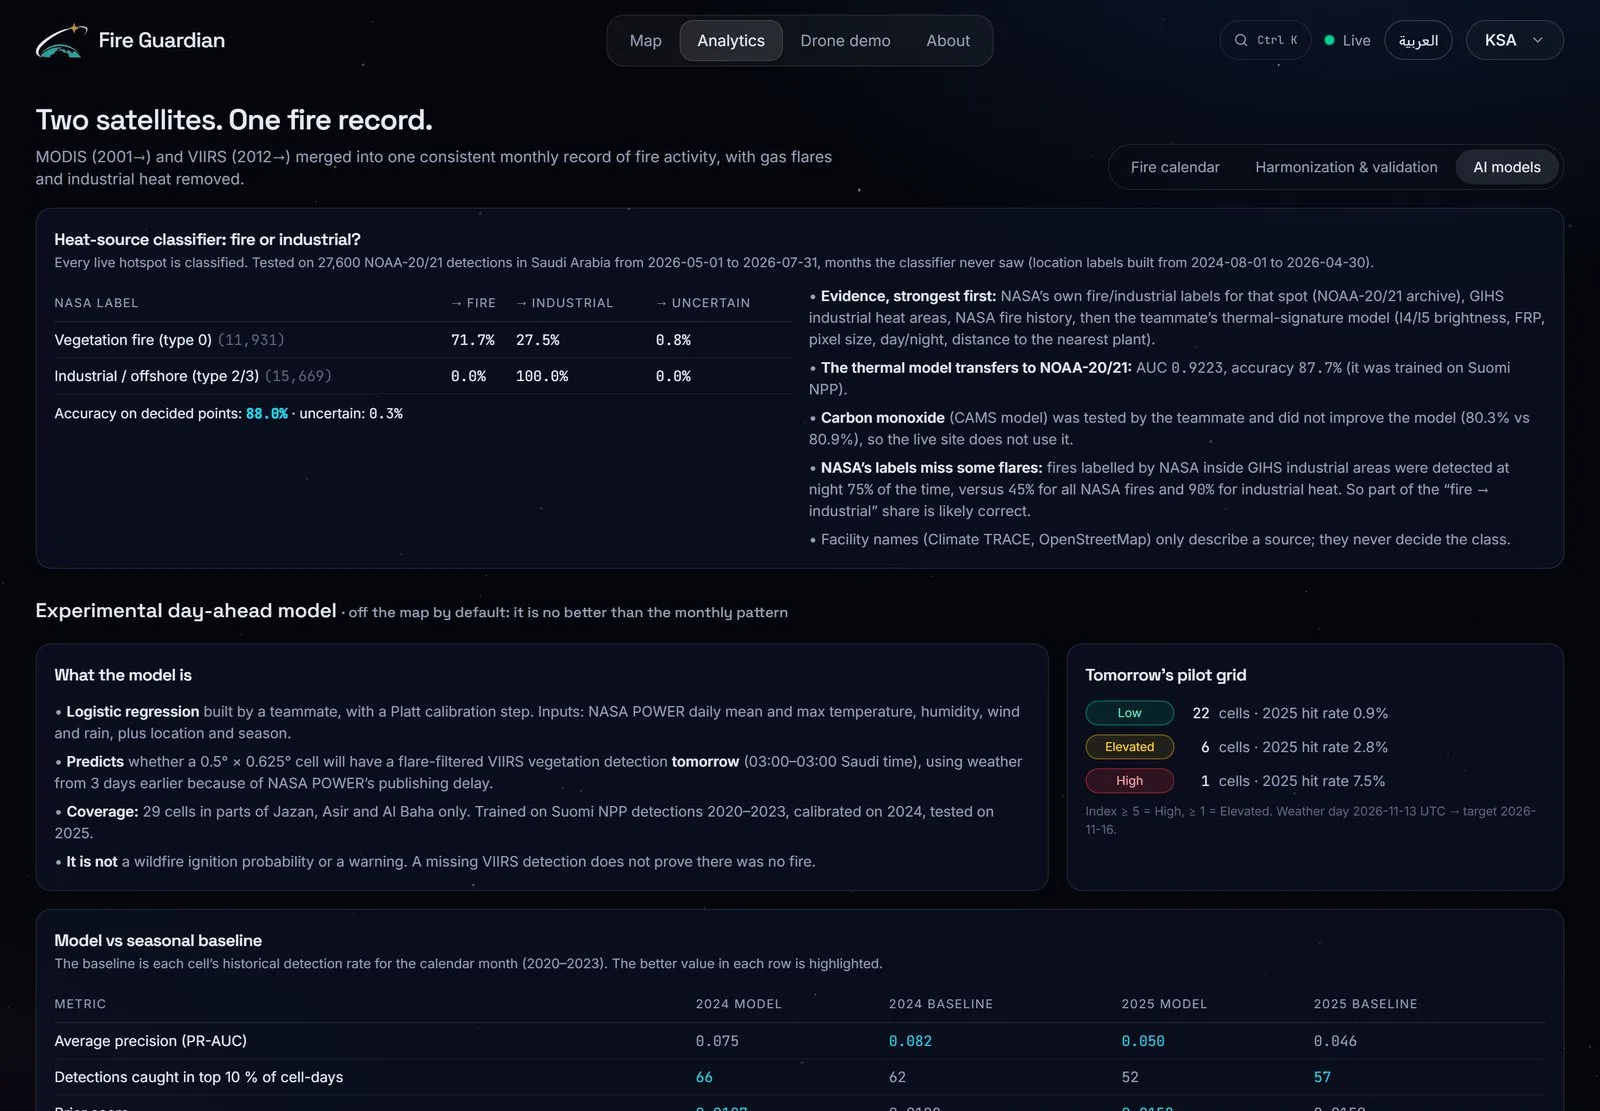 Fire Guardian
Map
Analytics
Drone demo
About
Ctrl K
Live
العربية
KSA
Two satellites. One fire record.
MODIS (2001→) and VIIRS (2012→) merged into one consistent monthly record of fire activity, with gas flares
and industrial heat removed.
Fire calendar
Harmonization & validation
AI models
Heat-source classifier: fire or industrial?
Every live hotspot is classified. Tested on 27,600 NOAA-20/21 detections in Saudi Arabia from 2026-05-01 to 2026-07-31, months the classifier never saw (location labels built from 2024-08-01 to 2026-04-30).
NASA LABEL → FIRE → INDUSTRIAL → UNCERTAIN
Vegetation fire (type 0) (11,931) 71.7% 27.5% 0.8%
Industrial / offshore (type 2/3) (15,669) 0.0% 100.0% 0.0%
Accuracy on decided points: 88.0% · uncertain: 0.3%
• Evidence, strongest first: NASA's own fire/industrial labels for that spot (NOAA-20/21 archive), GIHS
industrial heat areas, NASA fire history, then the teammate's thermal-signature model (I4/I5 brightness, FRP,
pixel size, day/night, distance to the nearest plant).
• The thermal model transfers to NOAA-20/21: AUC 0.9223, accuracy 87.7% (it was trained on Suomi
NPP).
• Carbon monoxide (CAMS model) was tested by the teammate and did not improve the model (80.3% vs
80.9%), so the live site does not use it.
• NASA's labels miss some flares: fires labelled by NASA inside GIHS industrial areas were detected at
night 75% of the time, versus 45% for all NASA fires and 90% for industrial heat. So part of the "fire →
industrial" share is likely correct.
• Facility names (Climate TRACE, OpenStreetMap) only describe a source; they never decide the class.
Experimental day-ahead model · off the map by default: it is no better than the monthly pattern
What the model is
• Logistic regression built by a teammate, with a Platt calibration step. Inputs: NASA POWER daily mean and max temperature, humidity, wind
and rain, plus location and season.
• Predicts whether a 0.5° × 0.625° cell will have a flare-filtered VIIRS vegetation detection tomorrow (03:00–03:00 Saudi time), using weather
from 3 days earlier because of NASA POWER's publishing delay.
• Coverage: 29 cells in parts of Jazan, Asir and Al Baha only. Trained on Suomi NPP detections 2020–2023, calibrated on 2024, tested on
2025.
• It is not a wildfire ignition probability or a warning. A missing VIIRS detection does not prove there was no fire.
Tomorrow's pilot grid
Low 22 cells · 2025 hit rate 0.9%
Elevated 6 cells · 2025 hit rate 2.8%
High 1 cells · 2025 hit rate 7.5%
Index ≥ 5 = High, ≥ 1 = Elevated. Weather day 2026-11-13 UTC → target 2026-
11-16.
Model vs seasonal baseline
The baseline is each cell's historical detection rate for the calendar month (2020–2023). The better value in each row is highlighted.
METRIC 2024 MODEL 2024 BASELINE 2025 MODEL 2025 BASELINE
Average precision (PR-AUC) 0.075 0.082 0.050 0.046
Detections caught in top 10 % of cell-days 66 62 52 57